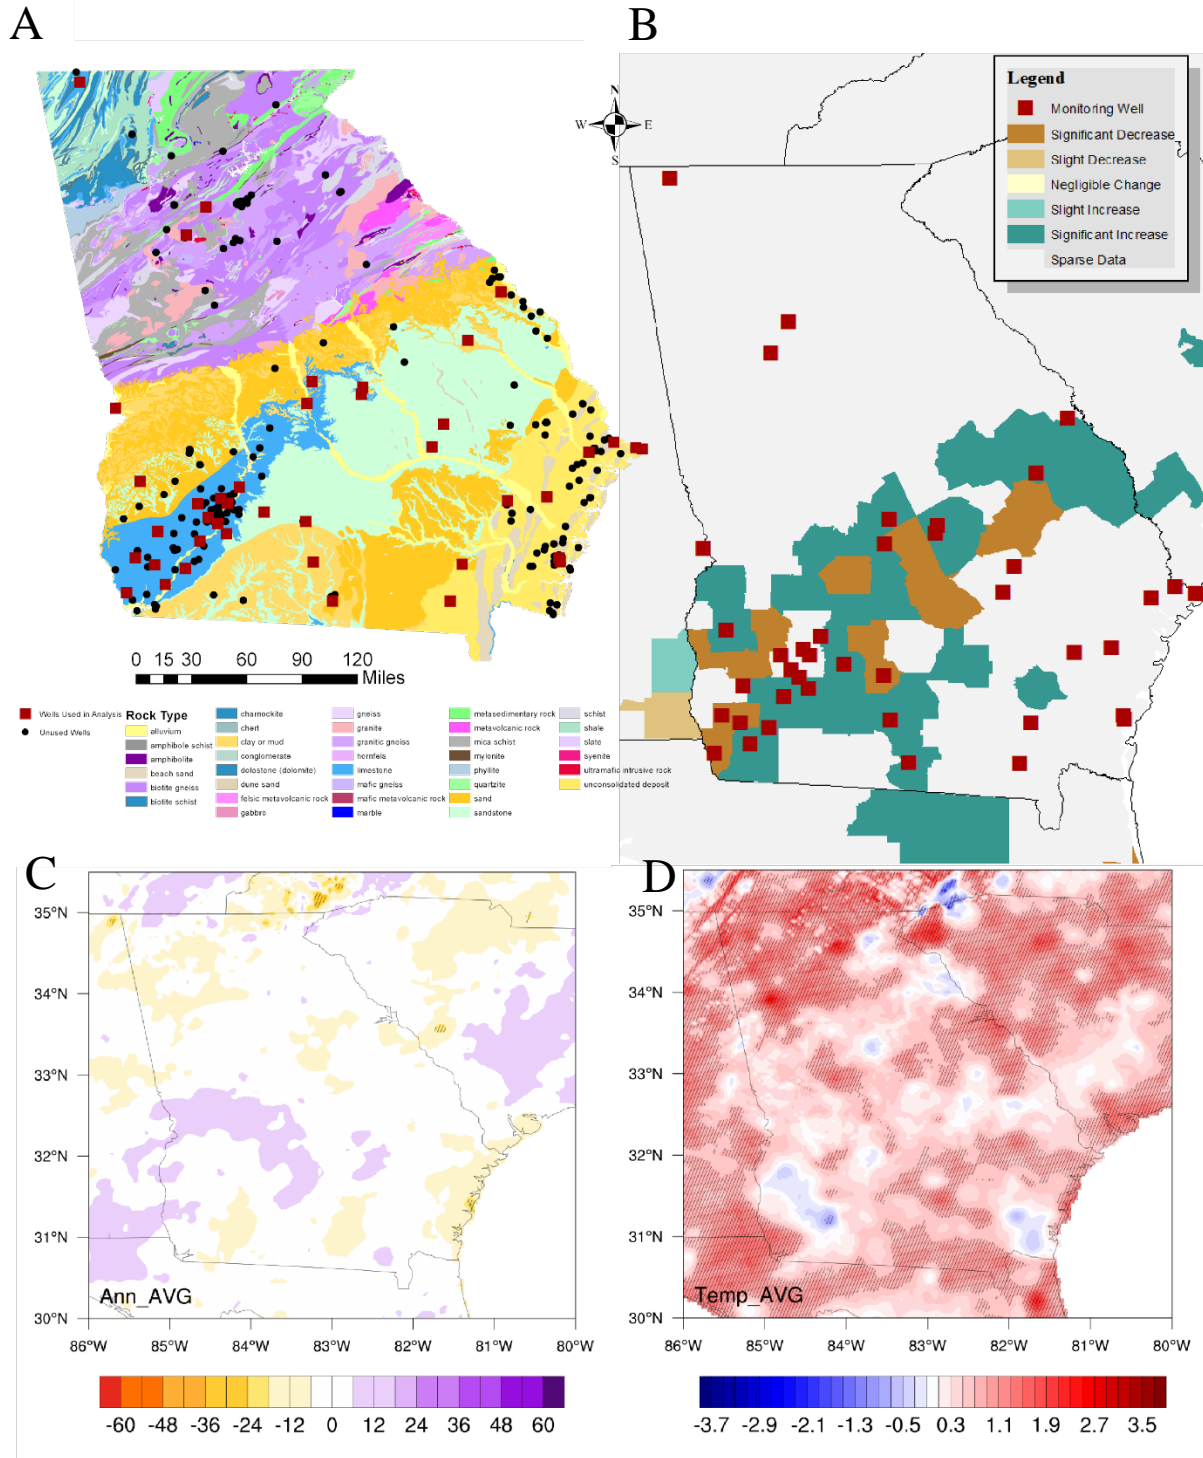 A
B
N
W
E
S
Legend
Monitoring Well
Significant Decrease
Slight Decrease
Negligible Change
Slight Increase
Significant Increase
Sparse Data
0 15 30 60 90 120
Miles
Wells Used in Analysis
Unused Wells
Rock Type
alluvium
amphibole schist
amphibolite
beach sand
biotite gneiss
biotite schist
charnockite
chert
clay or mud
conglomerate
dolostone (dolomite)
dune sand
felsic metavolcanic rock
gabbro
gneiss
granite
granitic gneiss
hornfels
limestone
mafic gneiss
mafic metavolcanic rock
marble
metasedimentary rock
metavolcanic rock
mica schist
mylonite
phyllite
quartzite
sand
sandstone
schist
shale
slate
syenite
ultramafic intrusive rock
unconsolidated deposit
C
35°N
34°N
33°N
32°N
31°N
30°N
Ann_AVG
86°W 85°W 84°W 83°W 82°W 81°W 80°W
-60 -48 -36 -24 -12 0 12 24 36 48 60
D
35°N
34°N
33°N
32°N
31°N
30°N
Temp_AVG
86°W 85°W 84°W 83°W 82°W 81°W 80°W
-3.7 -2.9 -2.1 -1.3 -0.5 0.3 1.1 1.9 2.7 3.5